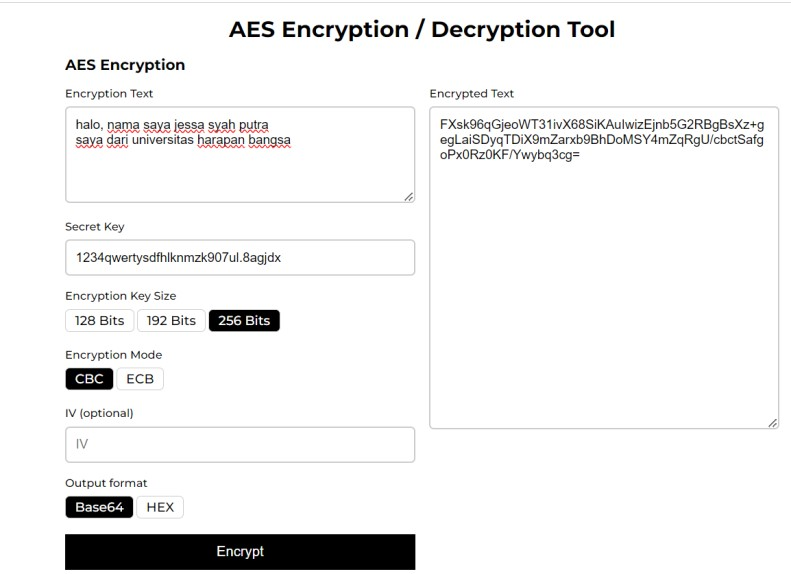 AES Encryption / Decryption Tool
AES Encryption
Encryption Text
halo, nama saya jessa syah putra
saya dari universitas harapan bangsa
Secret Key
1234qwertysdfhlknmzk907ul.8agjdx
Encryption Key Size
128 Bits 192 Bits 256 Bits
Encryption Mode
CBC ECB
IV (optional)
IV
Output format
Base64 HEX
Encrypt
Encrypted Text
FXsk96qGjeoWT31ivX68SiKAuIwizEjnb5G2RBgBsXz+g
egLaiSDyqTDiX9mZarxb9BhDoMSY4mZqRgU/cbctSafg
oPx0Rz0KF/Ywybq3cg=